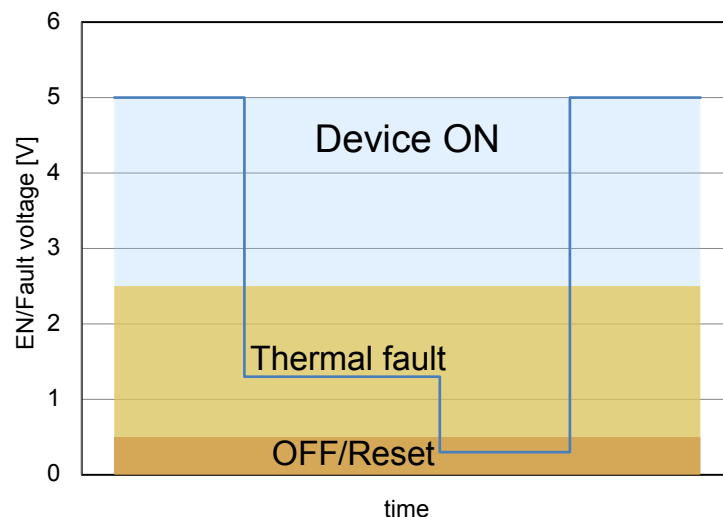 6
5
4
3
2
1
0
EN/Fault voltage [V]
Device ON
Thermal fault
OFF/Reset
time